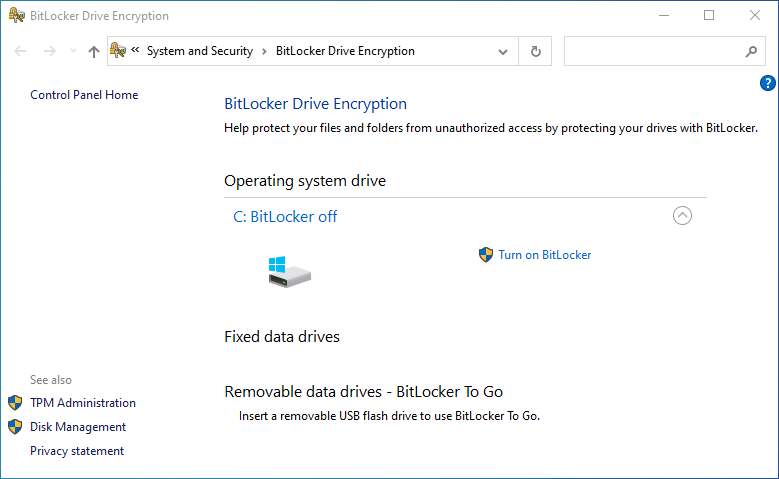 BitLocker Drive Encryption
« System and Security > BitLocker Drive Encryption
Control Panel Home
?
BitLocker Drive Encryption
Help protect your files and folders from unauthorized access by protecting your drives with BitLocker.
Operating system drive
C: BitLocker off
Turn on BitLocker
Fixed data drives
Removable data drives - BitLocker To Go
Insert a removable USB flash drive to use BitLocker To Go.
See also
TPM Administration
Disk Management
Privacy statement